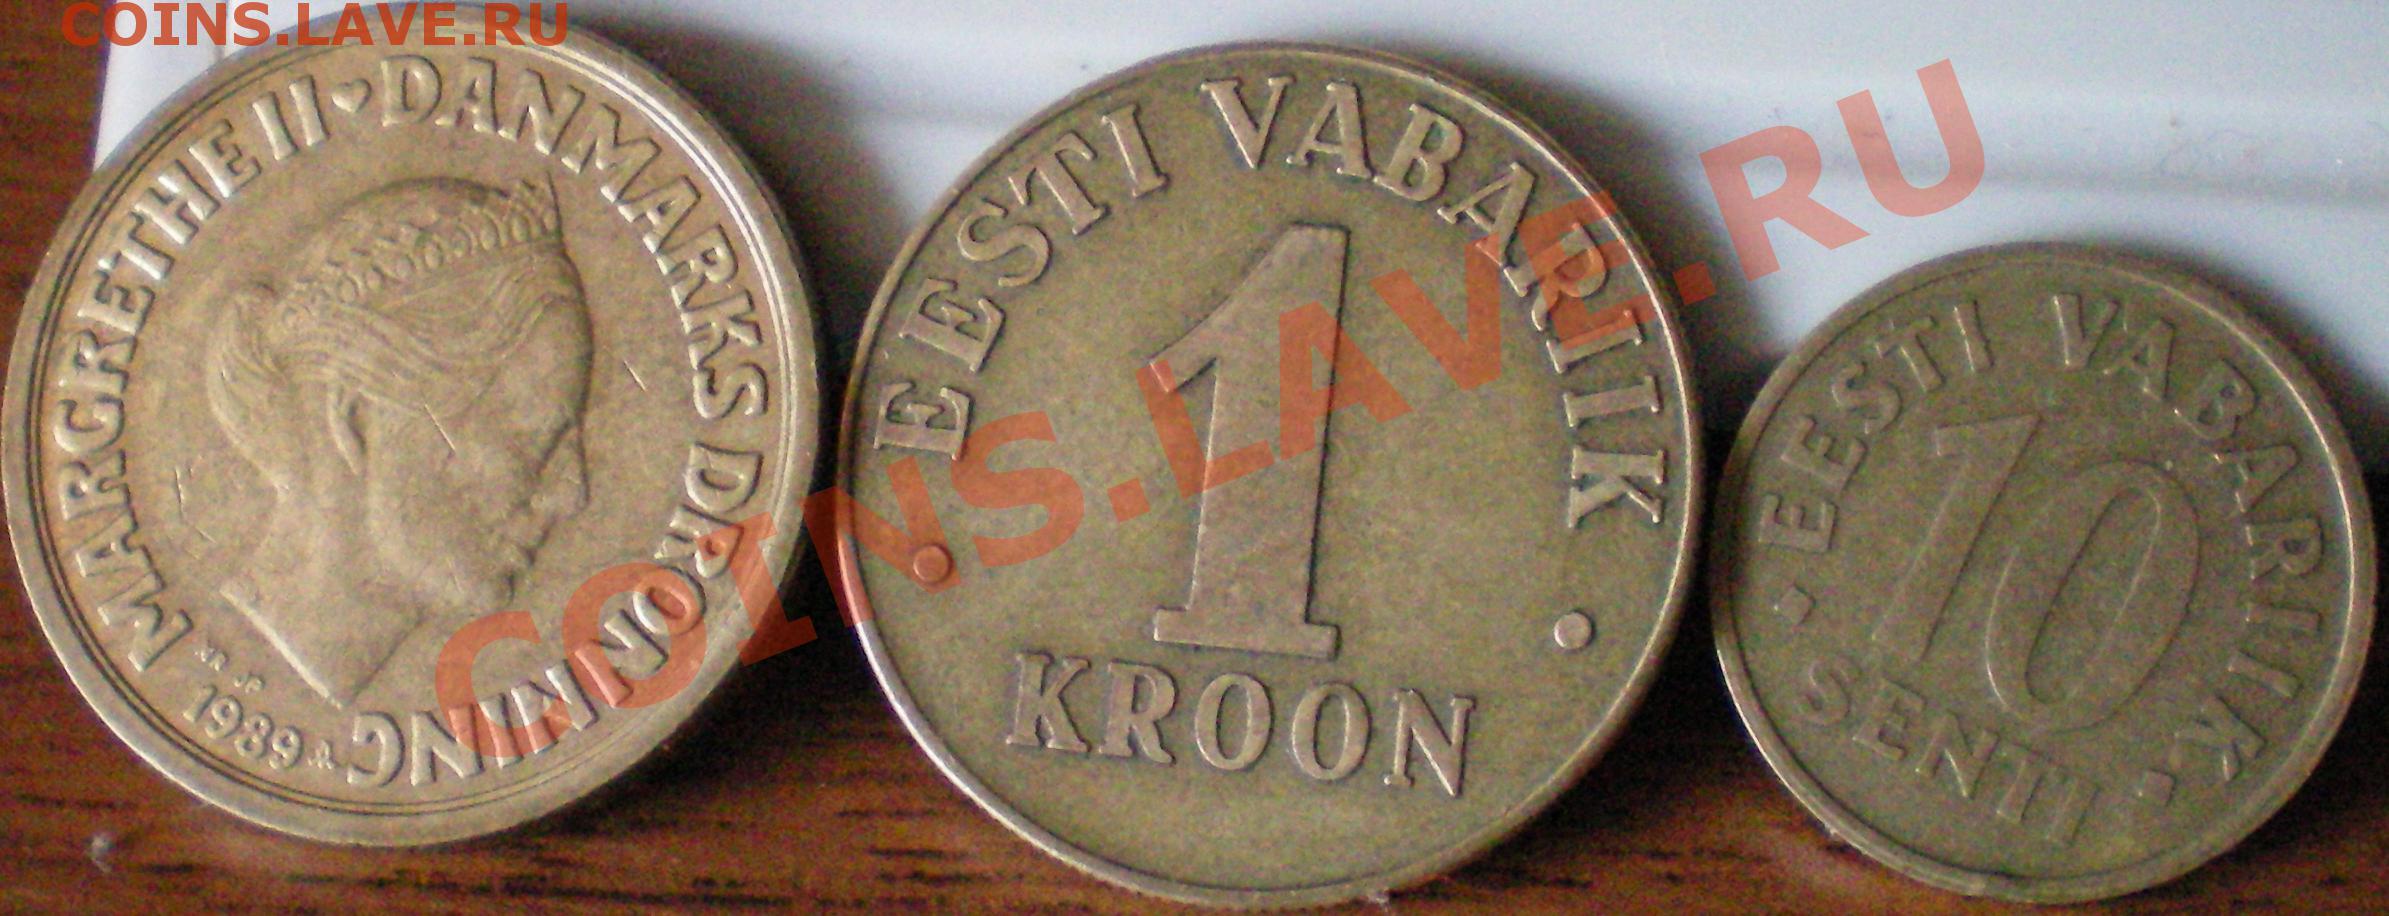 COINS.LAVE.RU
MARGRETHE II ♥ DANMARKS DRONNING
1989
EESTI VABARIIK
1
KROON
EESTI VABARIIK
10
SENTI
COINS.LAVE.RU